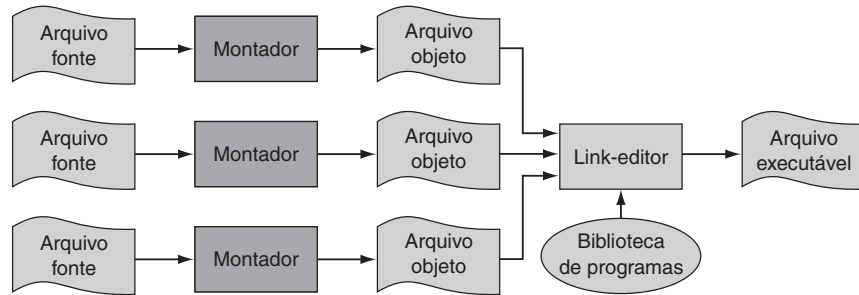 Arquivo
fonte
Montador
Arquivo
objeto
Arquivo
fonte
Montador
Arquivo
objeto
Link-editor
Arquivo
executável
Arquivo
fonte
Montador
Arquivo
objeto
Biblioteca
de programas